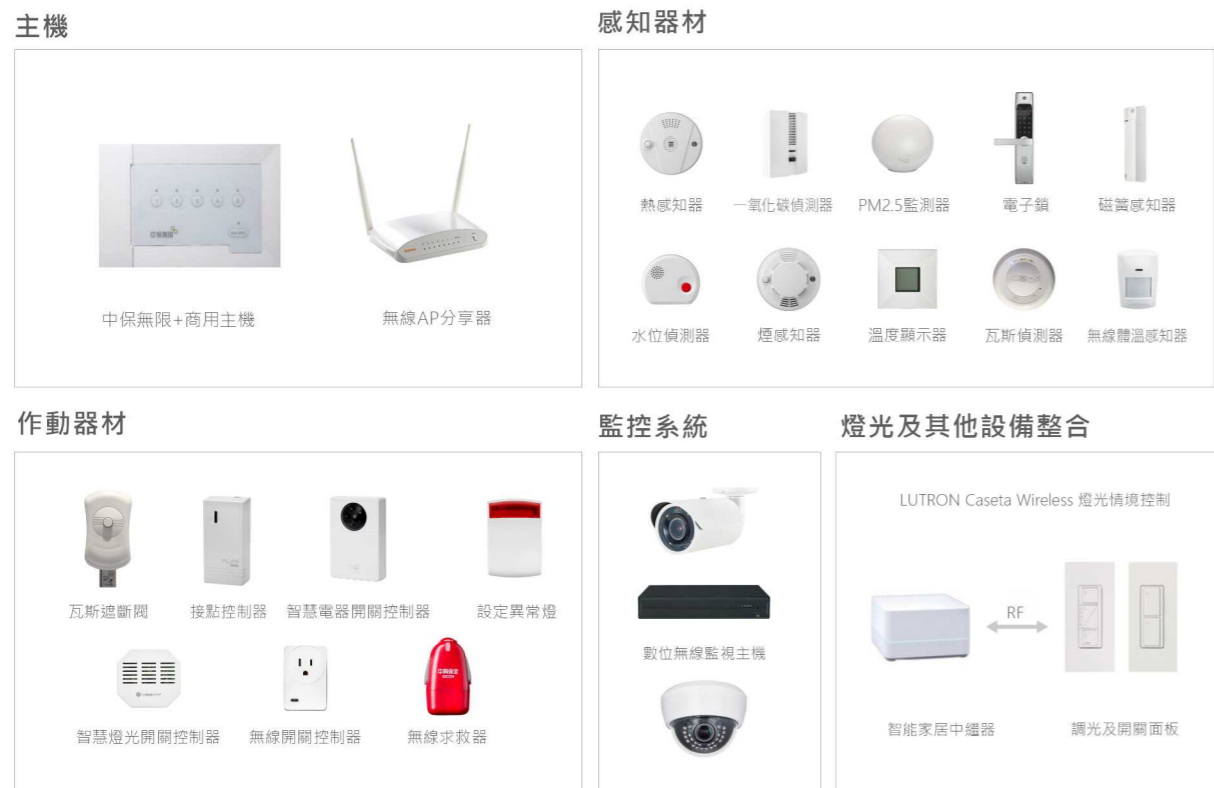 主機
感知器材
中保無限+商用主機
無線AP分享器
熱感知器
一氧化碳偵測器
PM2.5監測器
電子鎖
磁簧感知器
水位偵測器
煙感知器
溫度顯示器
瓦斯偵測器
無線體溫感知器
作動器材
監控系統
燈光及其他設備整合
瓦斯遮斷閥
接點控制器
智慧電器開關控制器
設定異常燈
中興保全
SECOM
智慧燈光開關控制器
無線開關控制器
無線求救器
數位無線監視主機
LUTRON Caseta Wireless 燈光情境控制
RF
智能家居中繼器
調光及開關面板